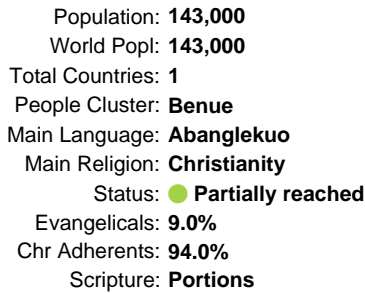 Population: 143,000
World Popl: 143,000
Total Countries: 1
People Cluster: Benue
Main Language: Abanglekuo
Main Religion: Christianity
Status: Partially reached
Evangelicals: 9.0%
Chr Adherents: 94.0%
Scripture: Portions